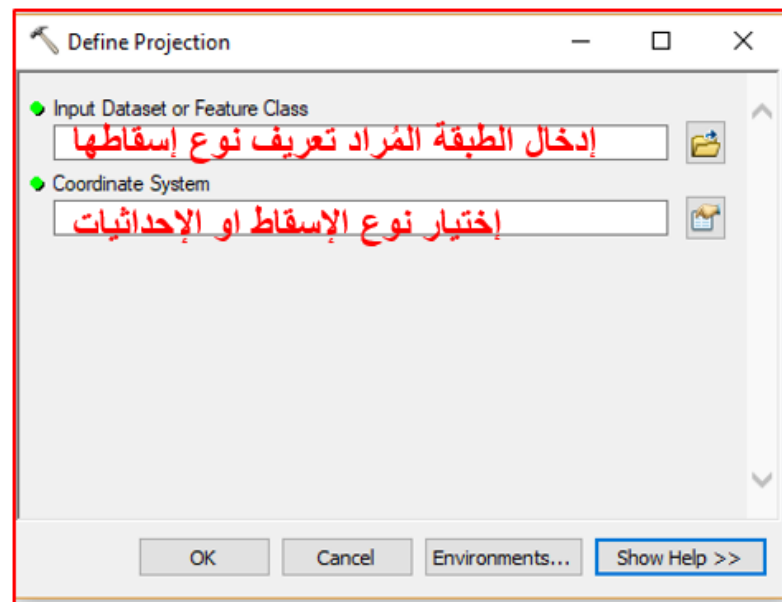 Define Projection
Input Dataset or Feature Class
إدخال الطبقة المُراد تعريف نوع إسقاطها
Coordinate System
إختيار نوع الإسقاط او الإحداثيات
OK Cancel Environments... Show Help >>